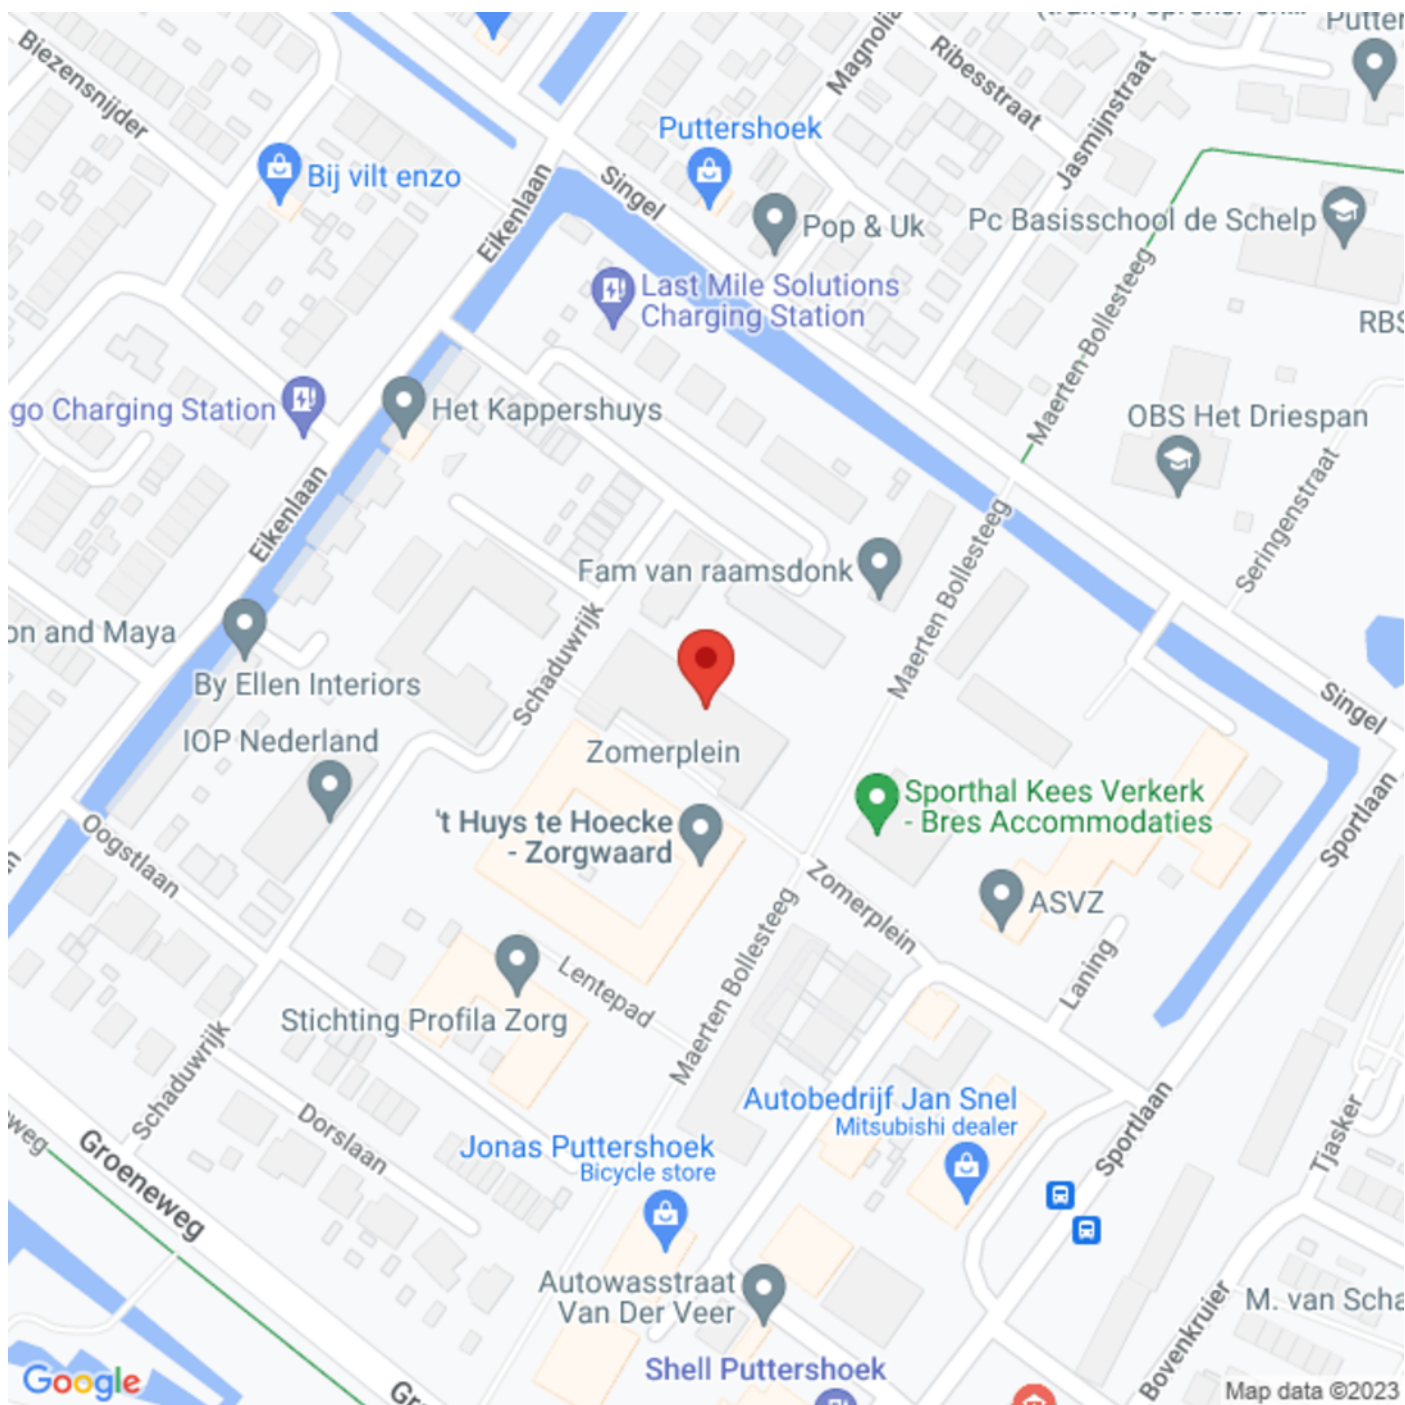 Putter
Biezensnijder
Magnolia
Ribesstraat
Jasmijnstraat
Puttershoek
Bij vilt enzo
Eikenlaan
Singel
Pop & Uk
Pc Basisschool de Schelp
Last Mile Solutions
Charging Station
Maerten-Bollesteeg
RBS
go Charging Station
Het Kappershuys
OBS Het Driespan
Eikenlaan
Maerten Bollesteeg
Seringenstraat
Fam van raamsdonk
Schaduwrijk
on and Maya
By Ellen Interiors
Singel
IOP Nederland
Zomerplein
Sporthal Kees Verkerk
- Bres Accommodaties
Sportlaan
't Huys te Hoecke
- Zorgwaard
Oogstlaan
Zomerplein
ASVZ
Maerten Bollesteeg
Lentepad
Laning
Stichting Profila Zorg
Schaduwrijk
Autobedrijf Jan Snel
Mitsubishi dealer
Sportlaan
Tjasker
weg
Groeneweg
Dorslaan
Jonas Puttershoek
Bicycle store
Autowasstraat
Van Der Veer
M. van Scha
Bovenkruier
Shell Puttershoek
Google
Gr
Map data ©2023